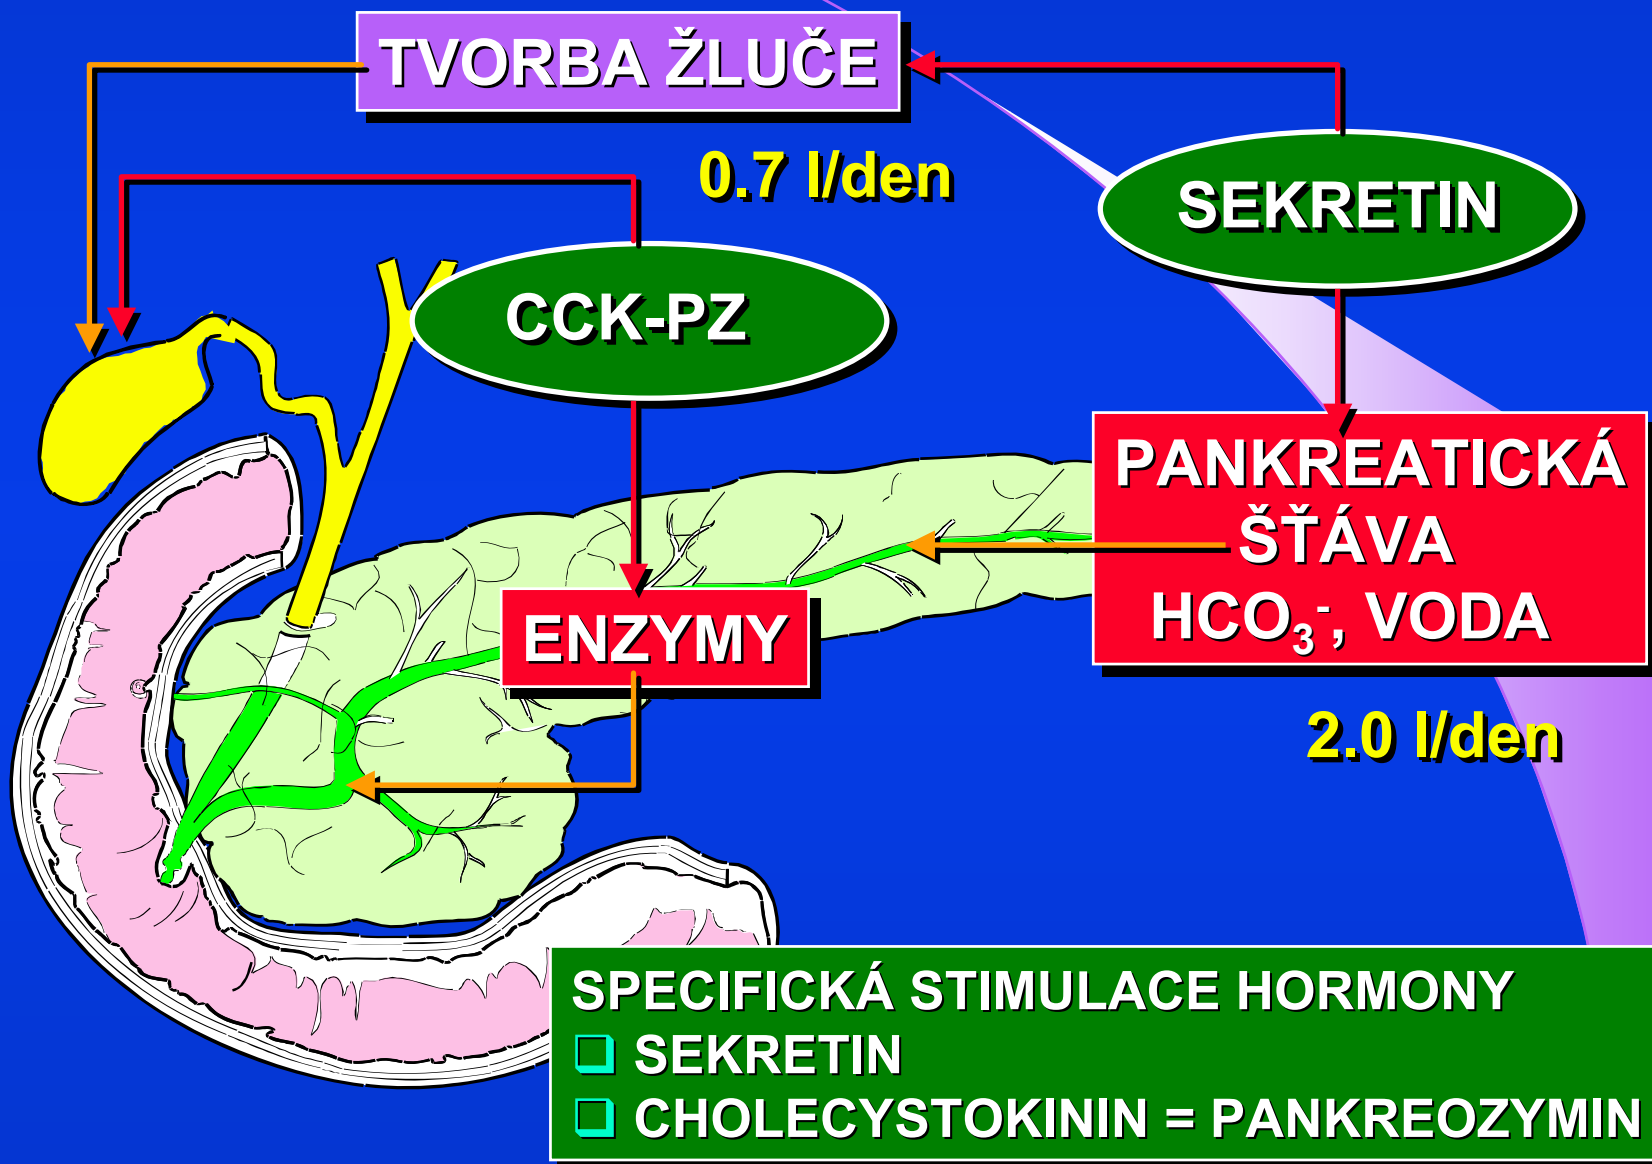 TVORBA ŽLUČE
0.7 l/den
SEKRETIN
CCK-PZ
PANKREATICKÁ
ŠŤÁVA
HCO₃⁻, VODA
ENZYMY
2.0 l/den
SPECIFICKÁ STIMULACE HORMONY
❑ SEKRETIN
❑ CHOLECYSTOKININ = PANKREOZYMIN